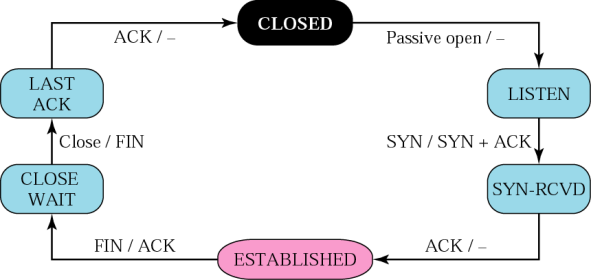 CLOSED
ACK / –
Passive open / –
LAST
ACK
LISTEN
Close / FIN
SYN / SYN + ACK
CLOSE
WAIT
SYN-RCVD
FIN / ACK
ACK / –
ESTABLISHED